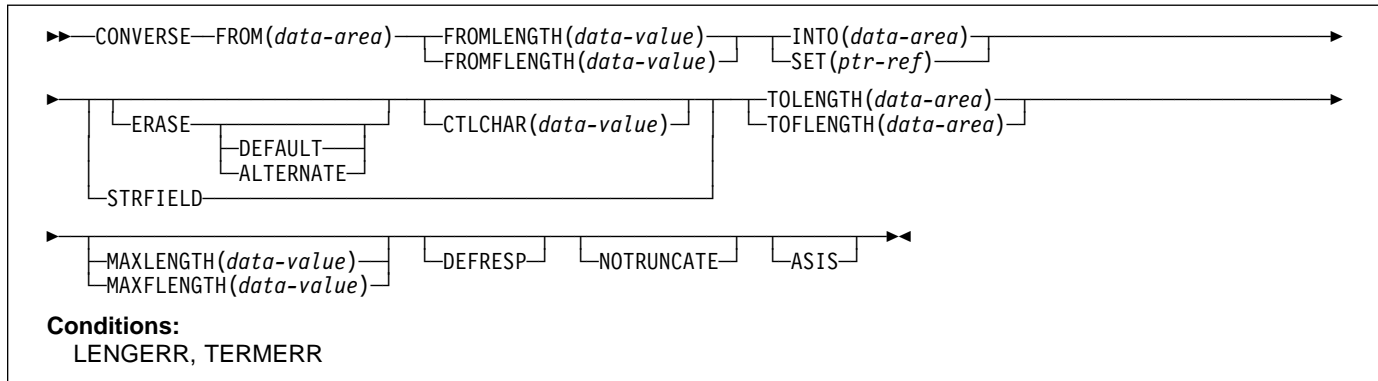 CONVERSE FROM(data-area) FROMLENGTH(data-value) INTO(data-area)
FROMFLENGTH(data-value) SET(ptr-ref)
TOLENGTH(data-area)
ERASE CTLCHAR(data-value) TOFLENGTH(data-area)
DEFAULT
ALTERNATE
STRFIELD
MAXLENGTH(data-value) DEFRESP NOTRUNCATE ASIS
MAXFLENGTH(data-value)
Conditions:
LENGERR, TERMERR